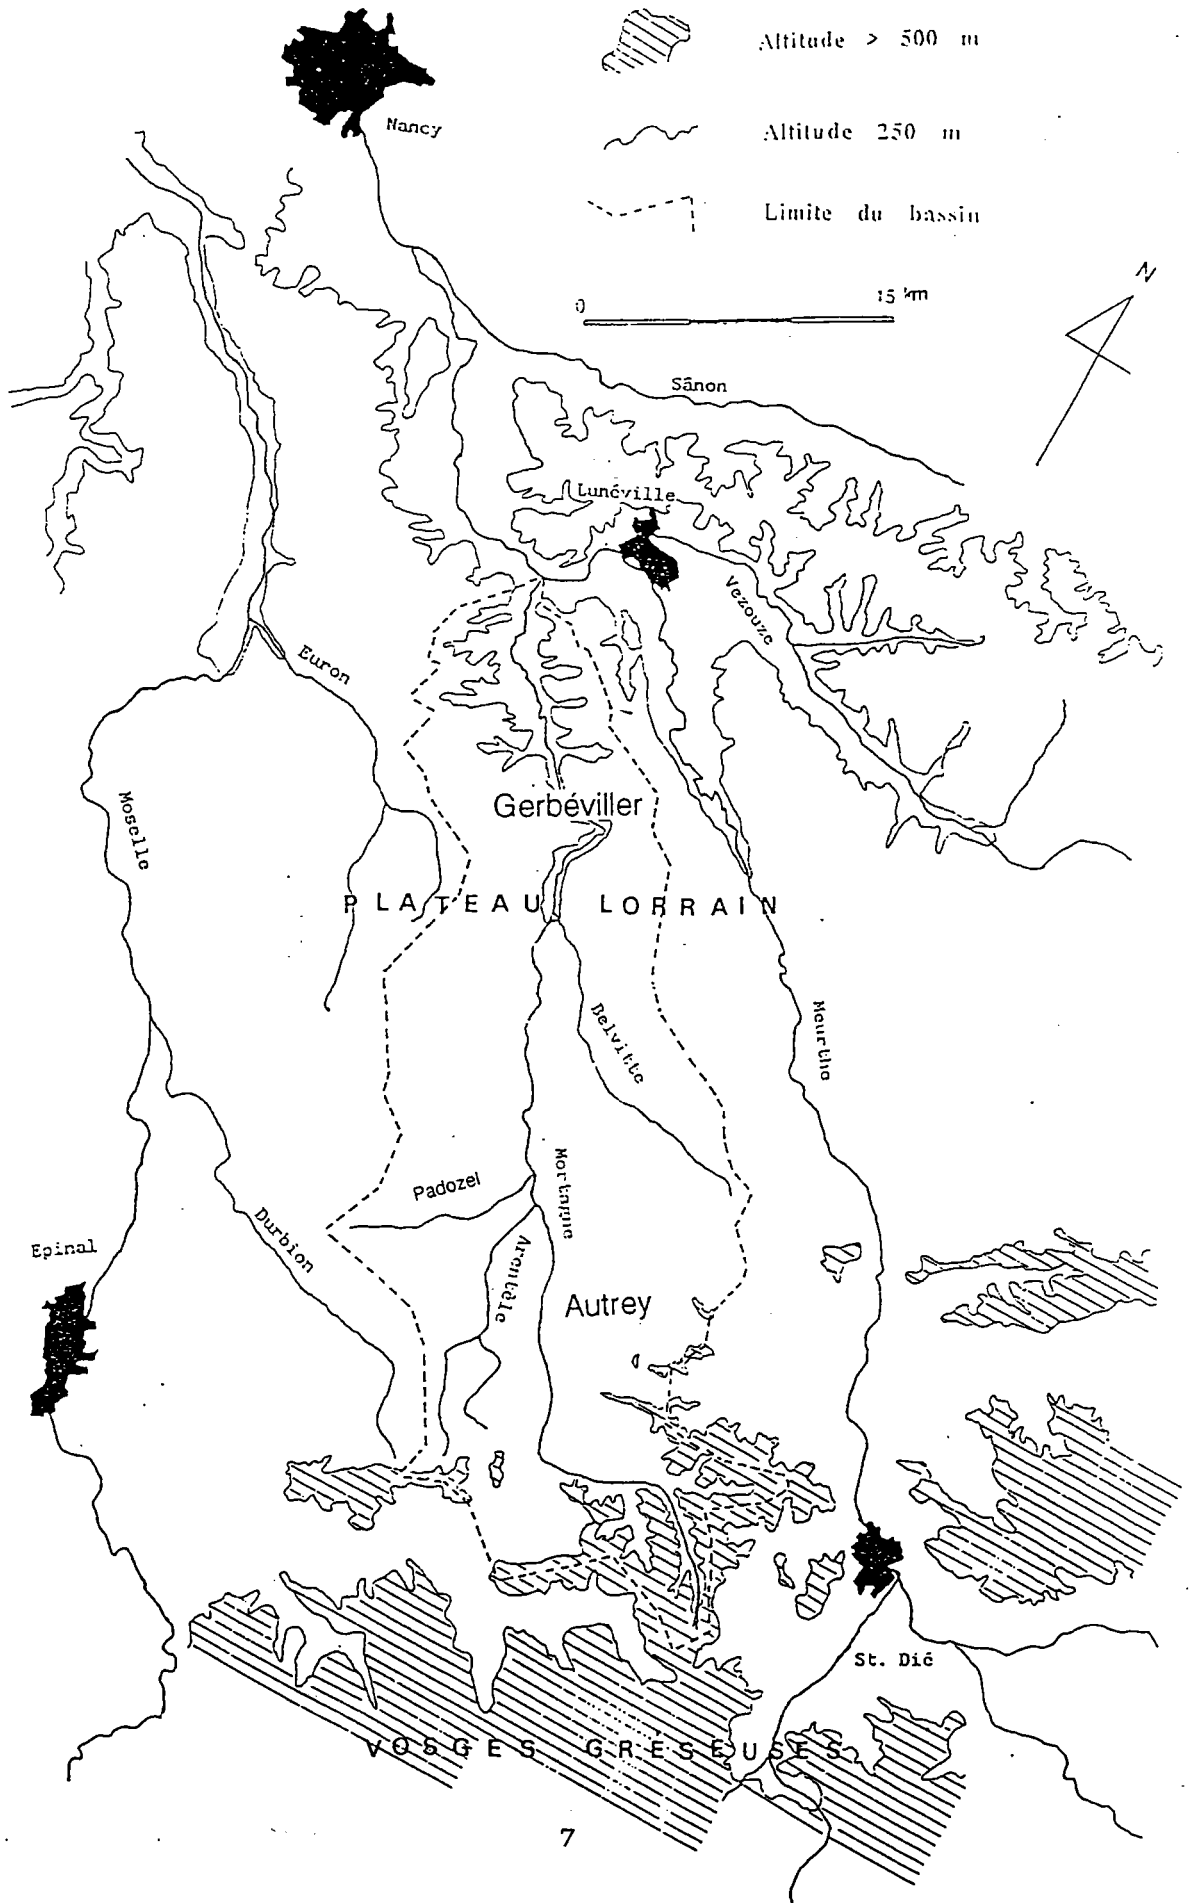 Altitude > 500 m
Nancy
Altitude 250 m
Limite du bassin
N
0 15 km
Sânon
Lunéville
Vezouze
Euron
Moselle
Gerbéviller
PLATEAU LORRAIN
Meurthe
Belvitte
Padozel
Mortagne
Durbion
Arentèle
Epinal
Autrey
St. Dié
VOSGES GRÉSEUSES
7